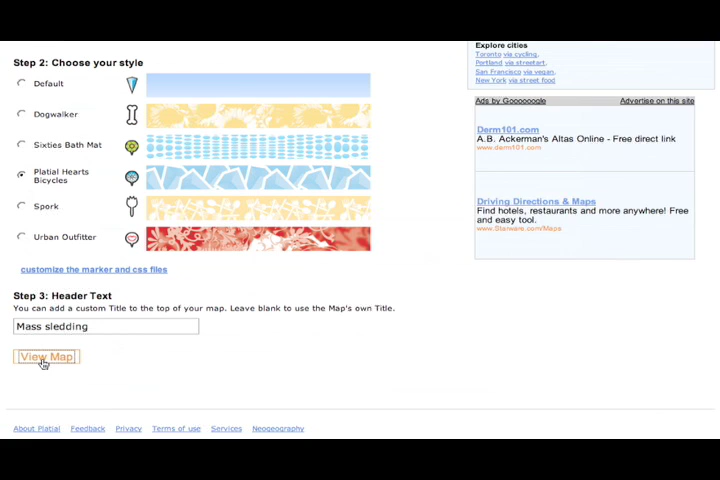 Explore cities
Step 2: Choose your style
Toronto via cycling,
Portland via streetart,
San Francisco via vegan,
New York via street food
Default
Dogwalker
Sixties Bath Mat
Platial Hearts
Bicycles
Spork
Urban Outfitter
customize the marker and css files
Ads by Goooooogle
Advertise on this site
Derm101.com
A.B. Ackerman's Altas Online - Free direct link
www.derm101.com
Driving Directions & Maps
Find hotels, restaurants and more anywhere! Free
and easy tool.
www.Starware.com/Maps
Step 3: Header Text
You can add a custom Title to the top of your map. Leave blank to use the Map's own Title.
Mass sledding
View Map
About Platial Feedback Privacy Terms of use Services Neogeography